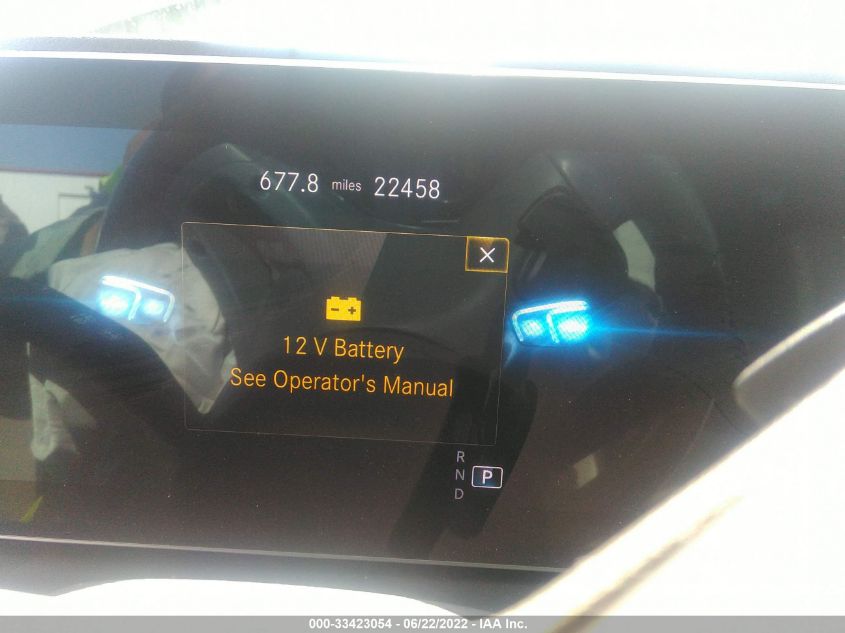 677.8 miles 22458
12 V Battery
See Operator's Manual
R
N P
D
000-33423054 - 06/22/2022 - IAA Inc.